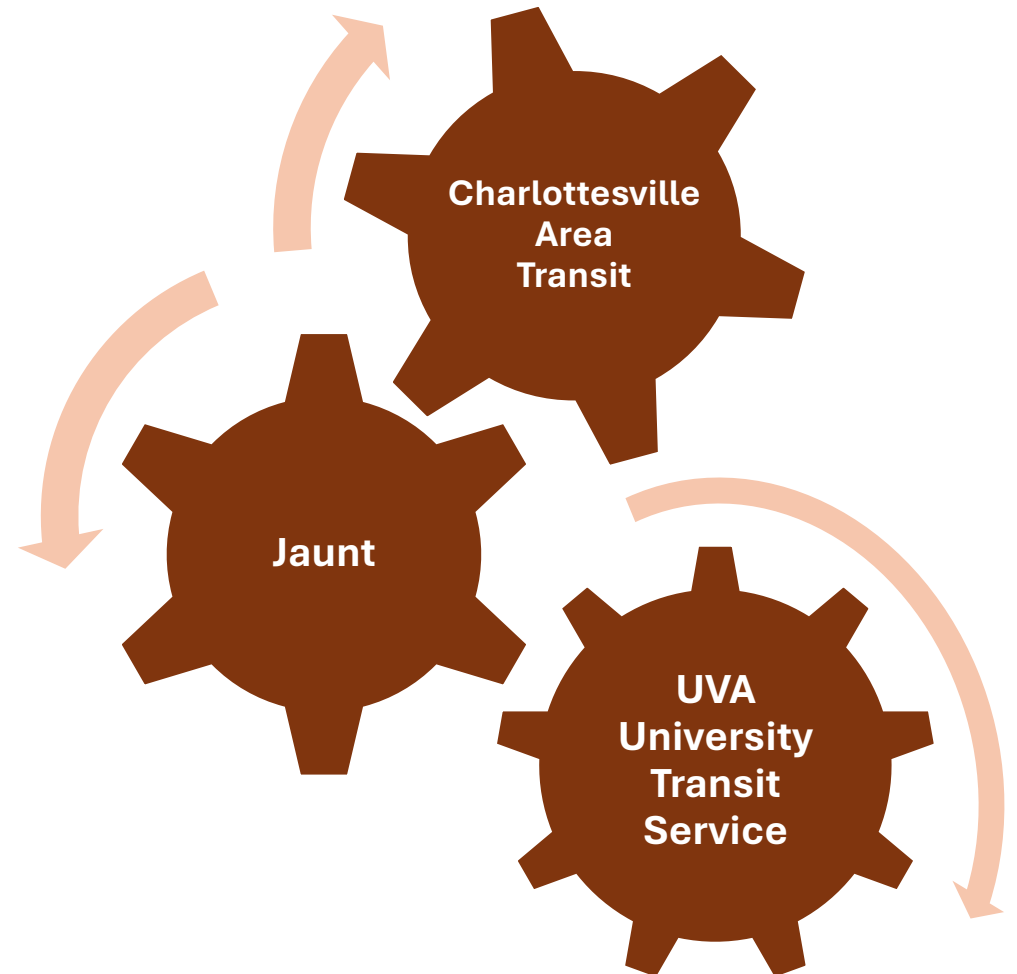 Charlottesville
Area
Transit
Jaunt
UVA
University
Transit
Service